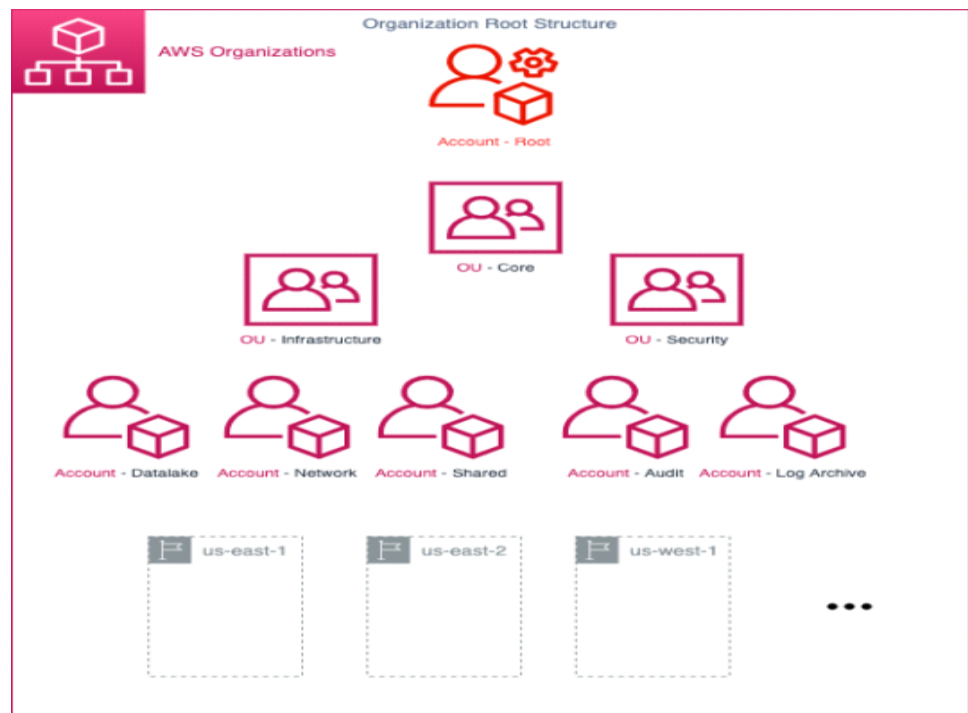 Organization Root Structure
AWS Organizations
Account - Root
OU - Core
OU - Infrastructure
OU - Security
Account - Datalake
Account - Network
Account - Shared
Account - Audit
Account - Log Archive
us-east-1
us-east-2
us-west-1
...